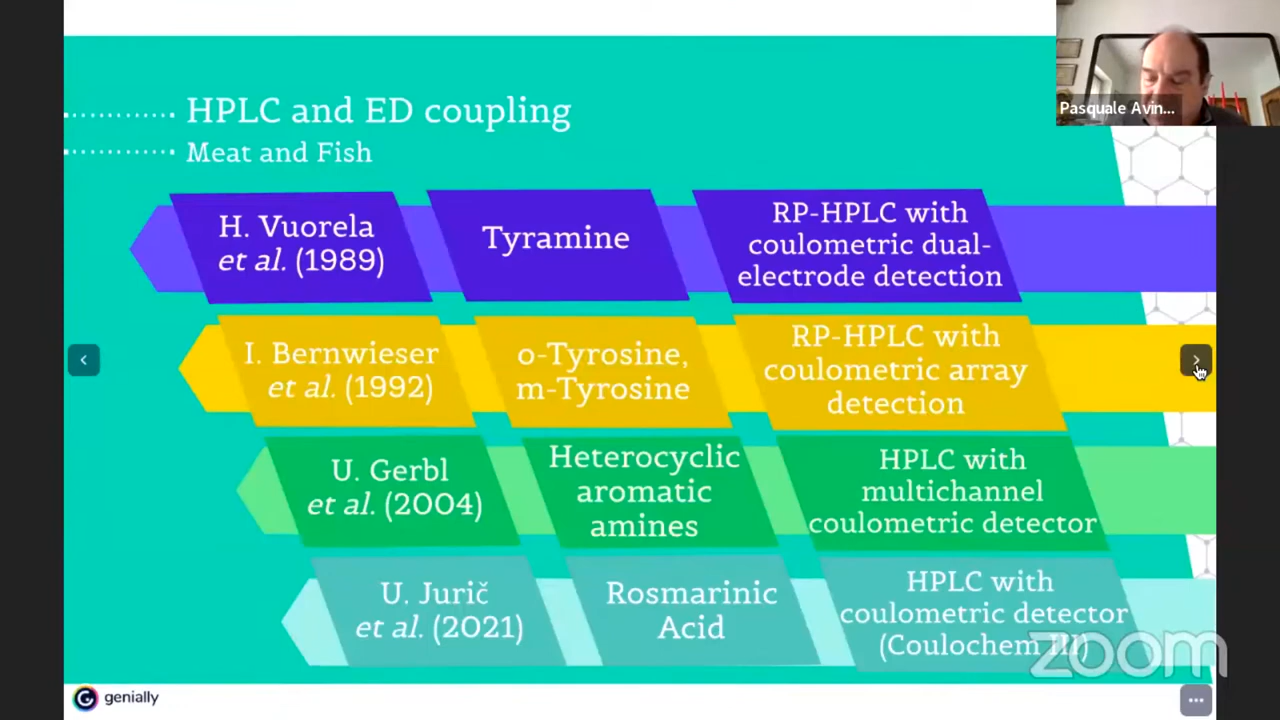 HPLC and ED coupling
Meat and Fish
H. Vuorela
et al. (1989)
Tyramine
RP-HPLC with
coulometric dual-
electrode detection
I. Bernwieser
et al. (1992)
o-Tyrosine,
m-Tyrosine
RP-HPLC with
coulometric array
detection
U. Gerbl
et al. (2004)
Heterocyclic
aromatic
amines
HPLC with
multichannel
coulometric detector
U. Jurič
et al. (2021)
Rosmarinic
Acid
HPLC with
coulometric detector
(Coulochem III)
Pasquale Avin...
zoom
genially